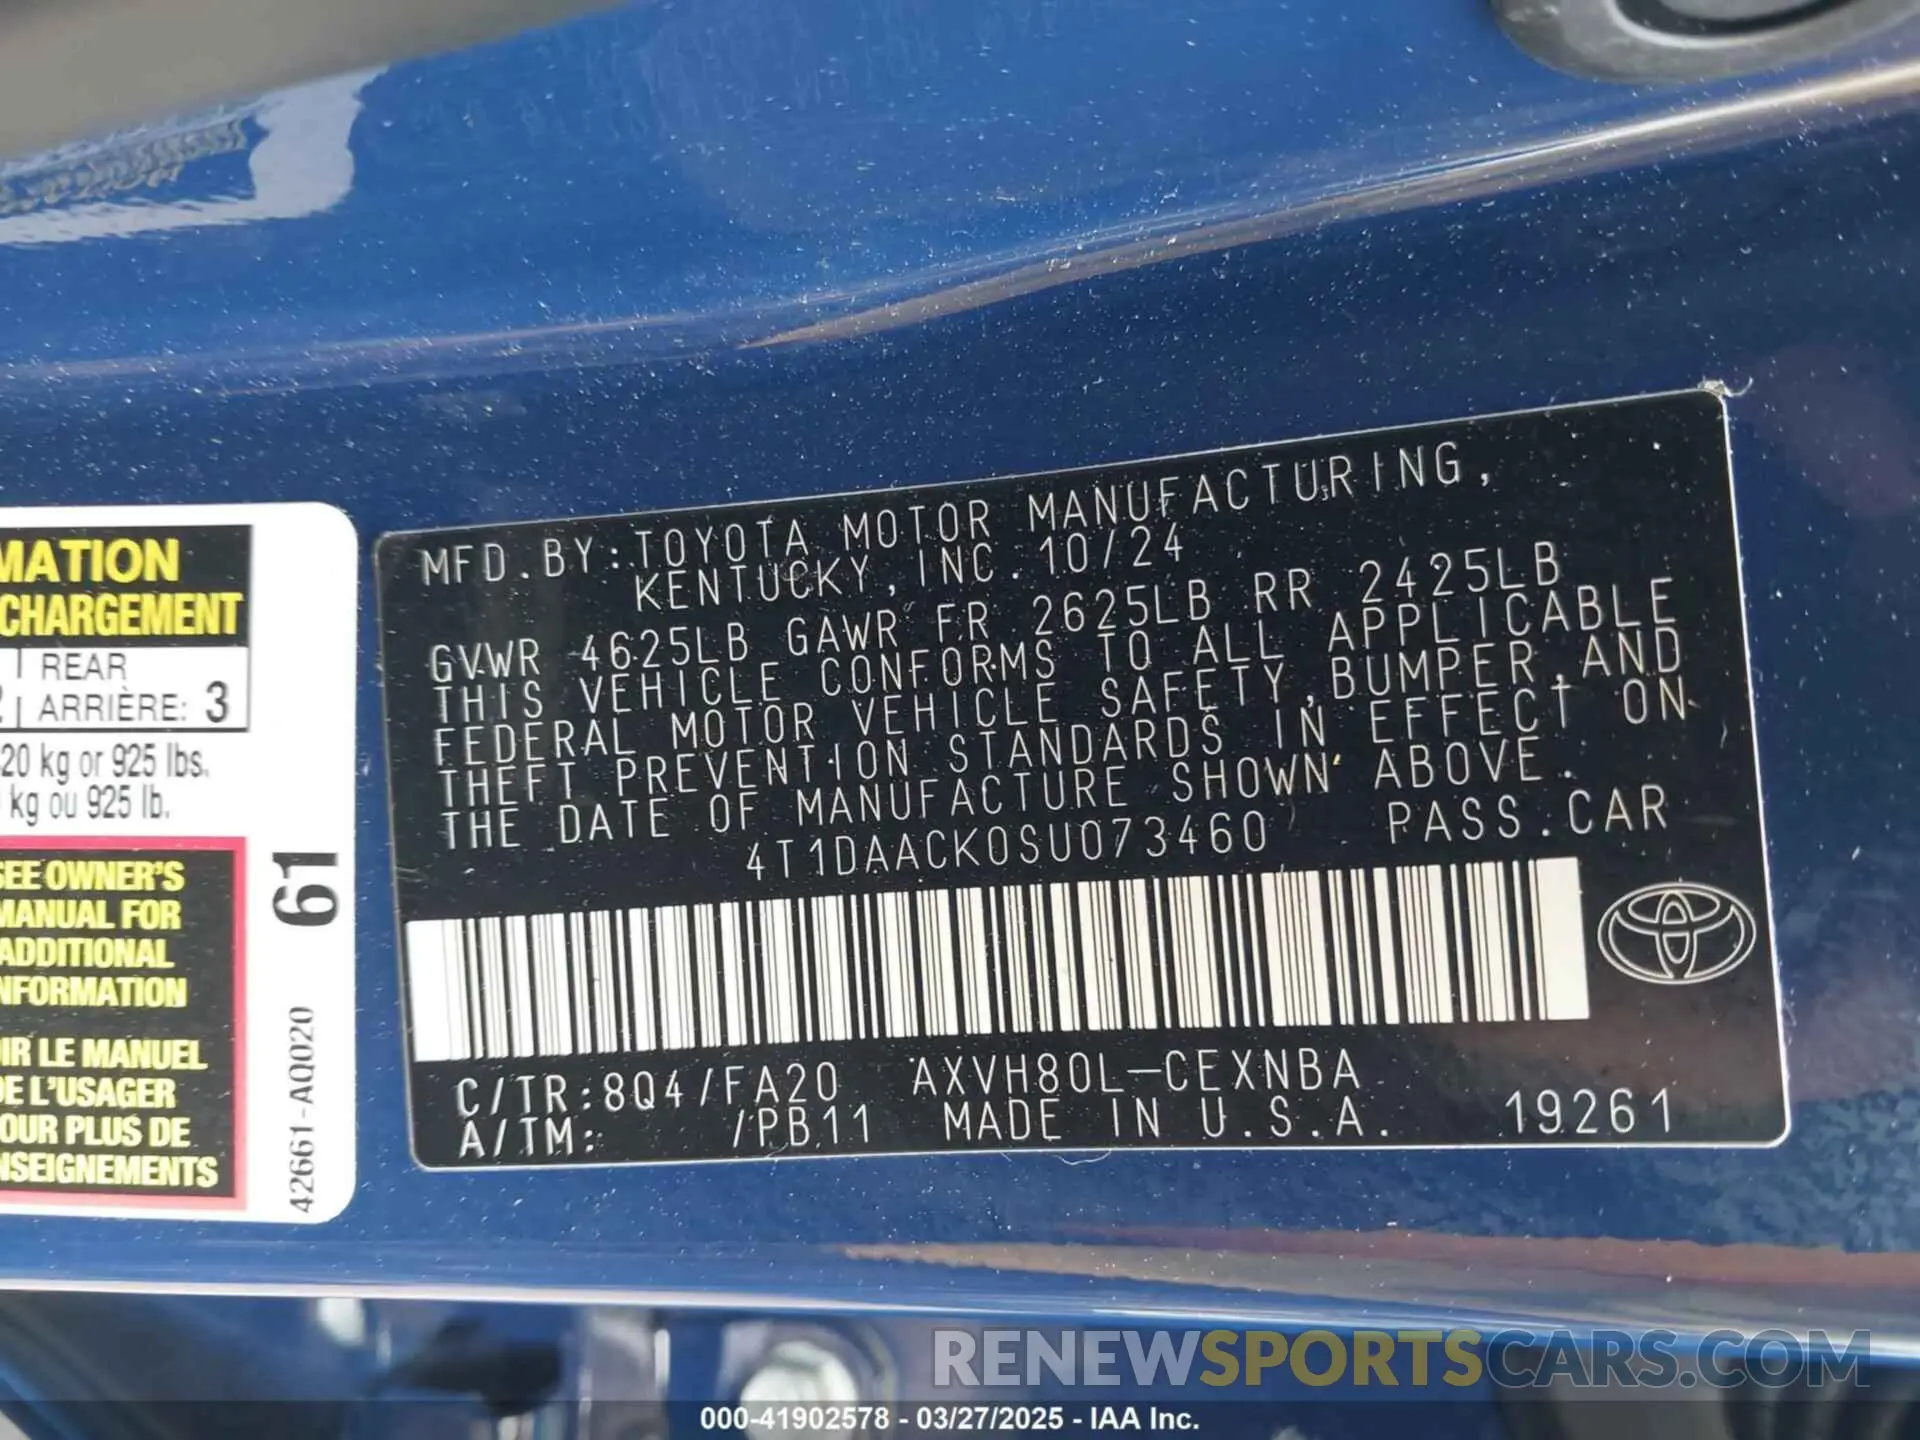 MATION
CHARGEMENT
REAR
ARRIÈRE: 3
20 kg or 925 lbs.
kg ou 925 lb.
SEE OWNER'S
MANUAL FOR
ADDITIONAL
NFORMATION
IR LE MANUEL
DE L'USAGER
OUR PLUS DE
NSEIGNEMENTS
61
42661-AQ020
MFD.BY:TOYOTA MOTOR MANUFACTURING,
KENTUCKY, INC. 10/24
GVWR 4625LB GAWR FR 2625LB RR 2425LB
THIS VEHICLE CONFORMS TO ALL APPLICABLE
FEDERAL MOTOR VEHICLE SAFETY,BUMPER,AND
THEFT PREVENTION STANDARDS IN EFFECT ON
THE DATE OF MANUFACTURE SHOWN ABOVE.
4T1DAACK0SU073460 PASS.CAR
C/TR:8Q4/FA20 AXVH80L-CEXNBA
A/TM: /PB11 MADE IN U.S.A. 19261
RENEWSPORTSCARS.COM
000-41902578 - 03/27/2025 - IAA Inc.